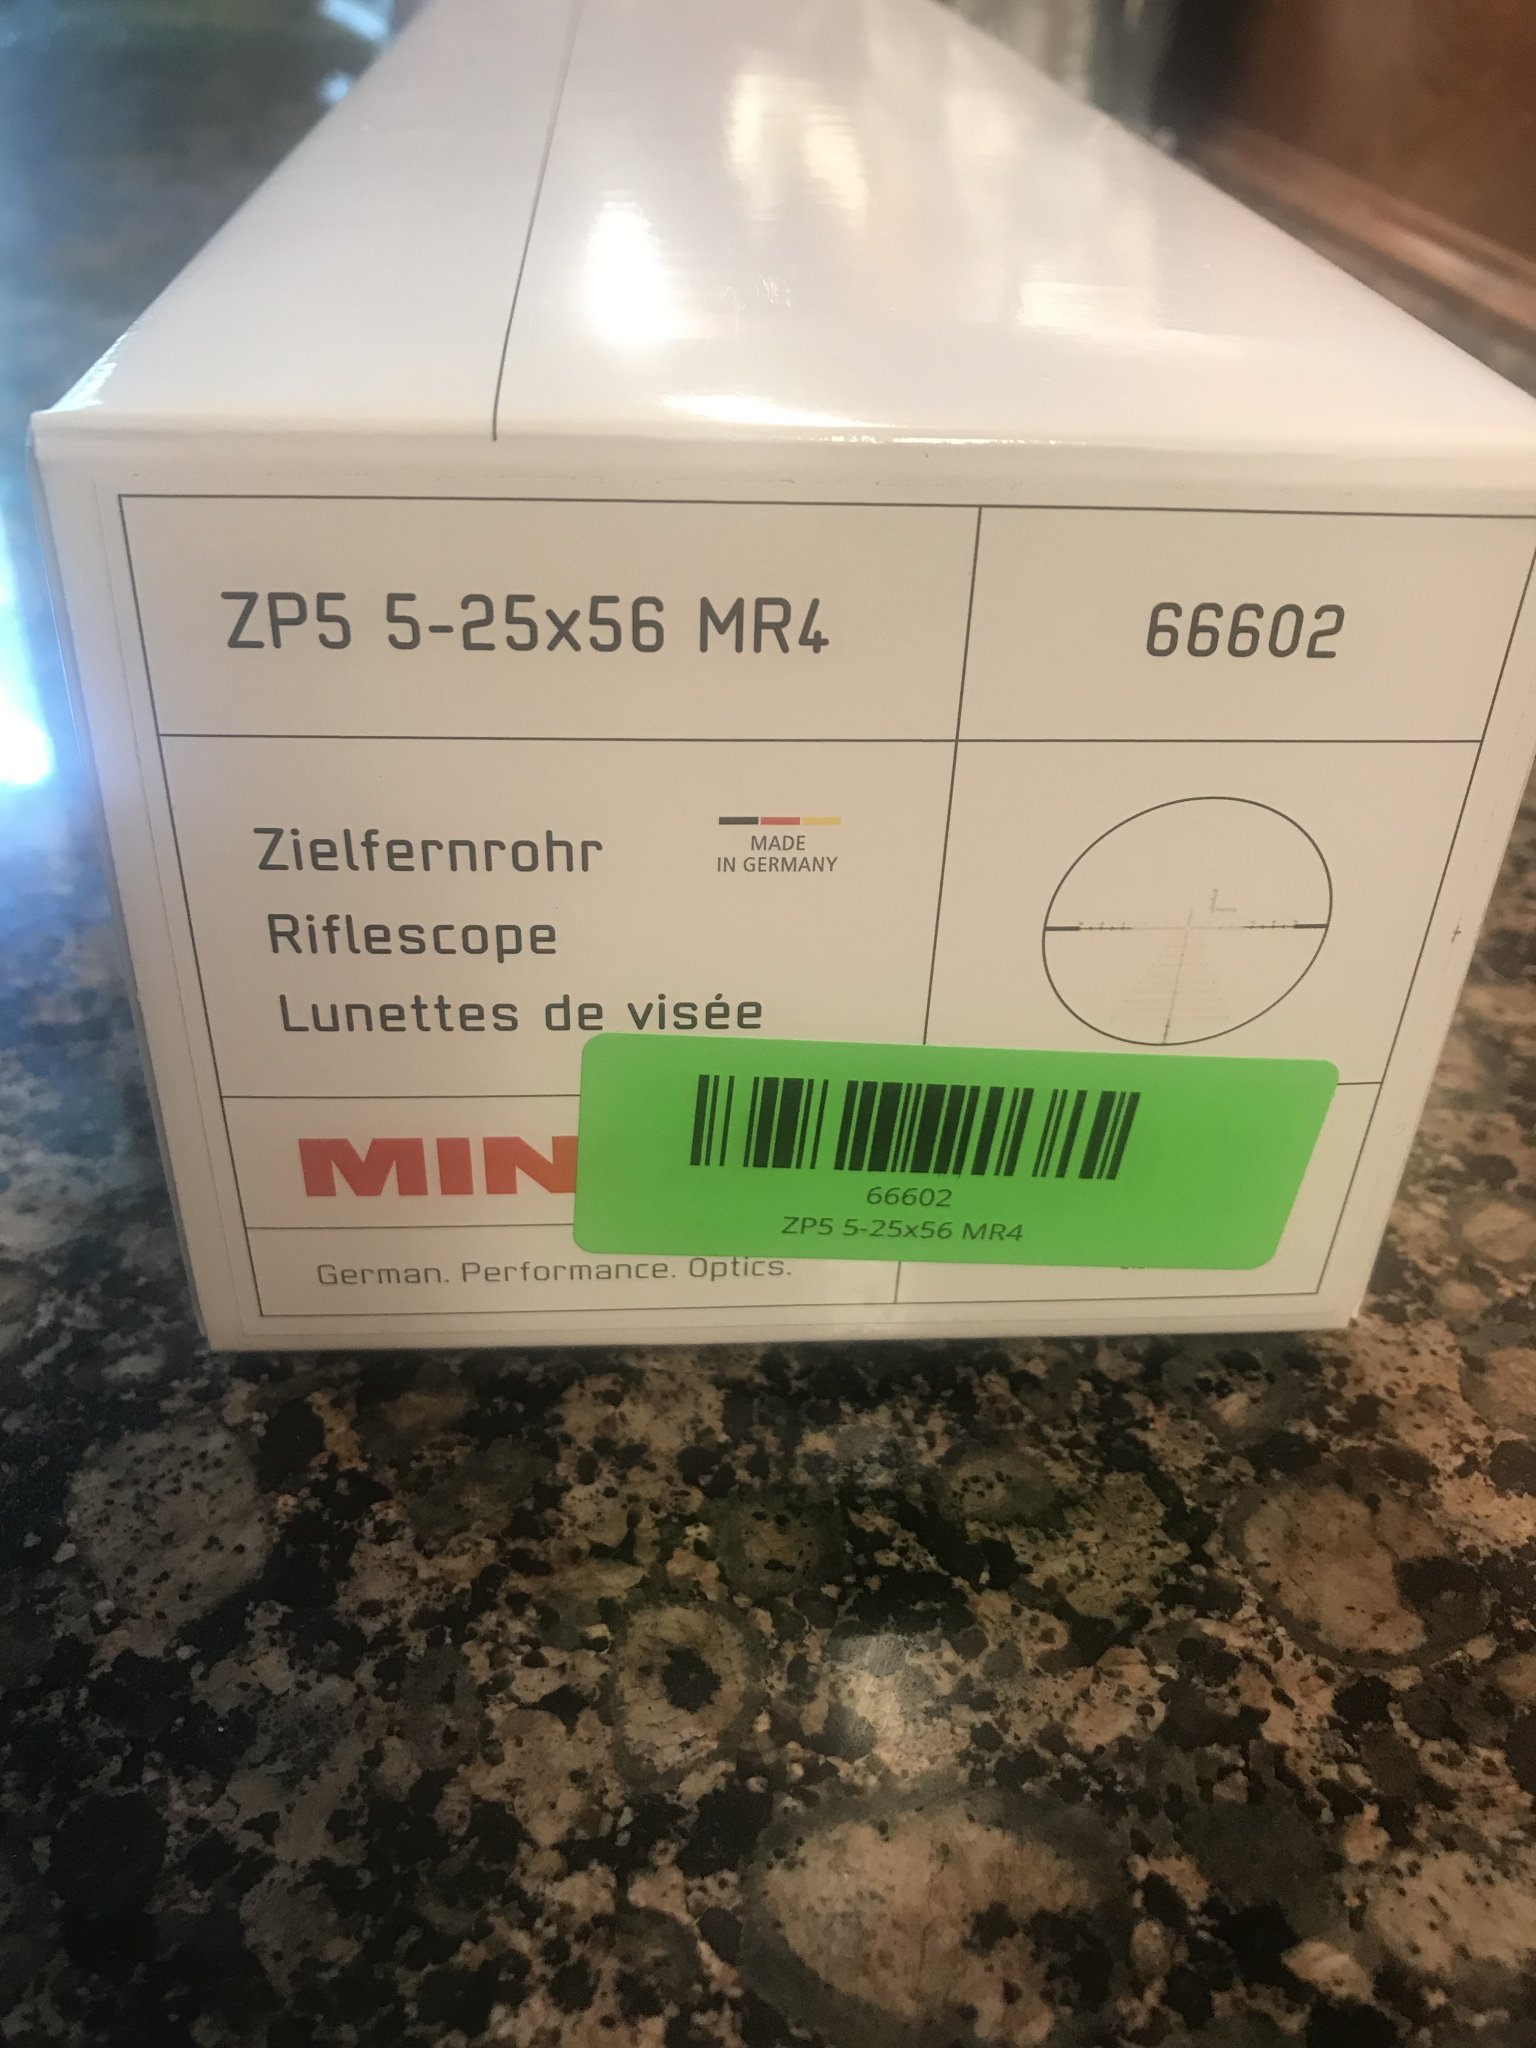 ZP5 5-25x56 MR4
66602
Zielfernrohr
MADE
IN GERMANY
Riflescope
Lunettes de visée
MIN
66602
ZP5 5-25x56 MR4
German. Performance. Optics.